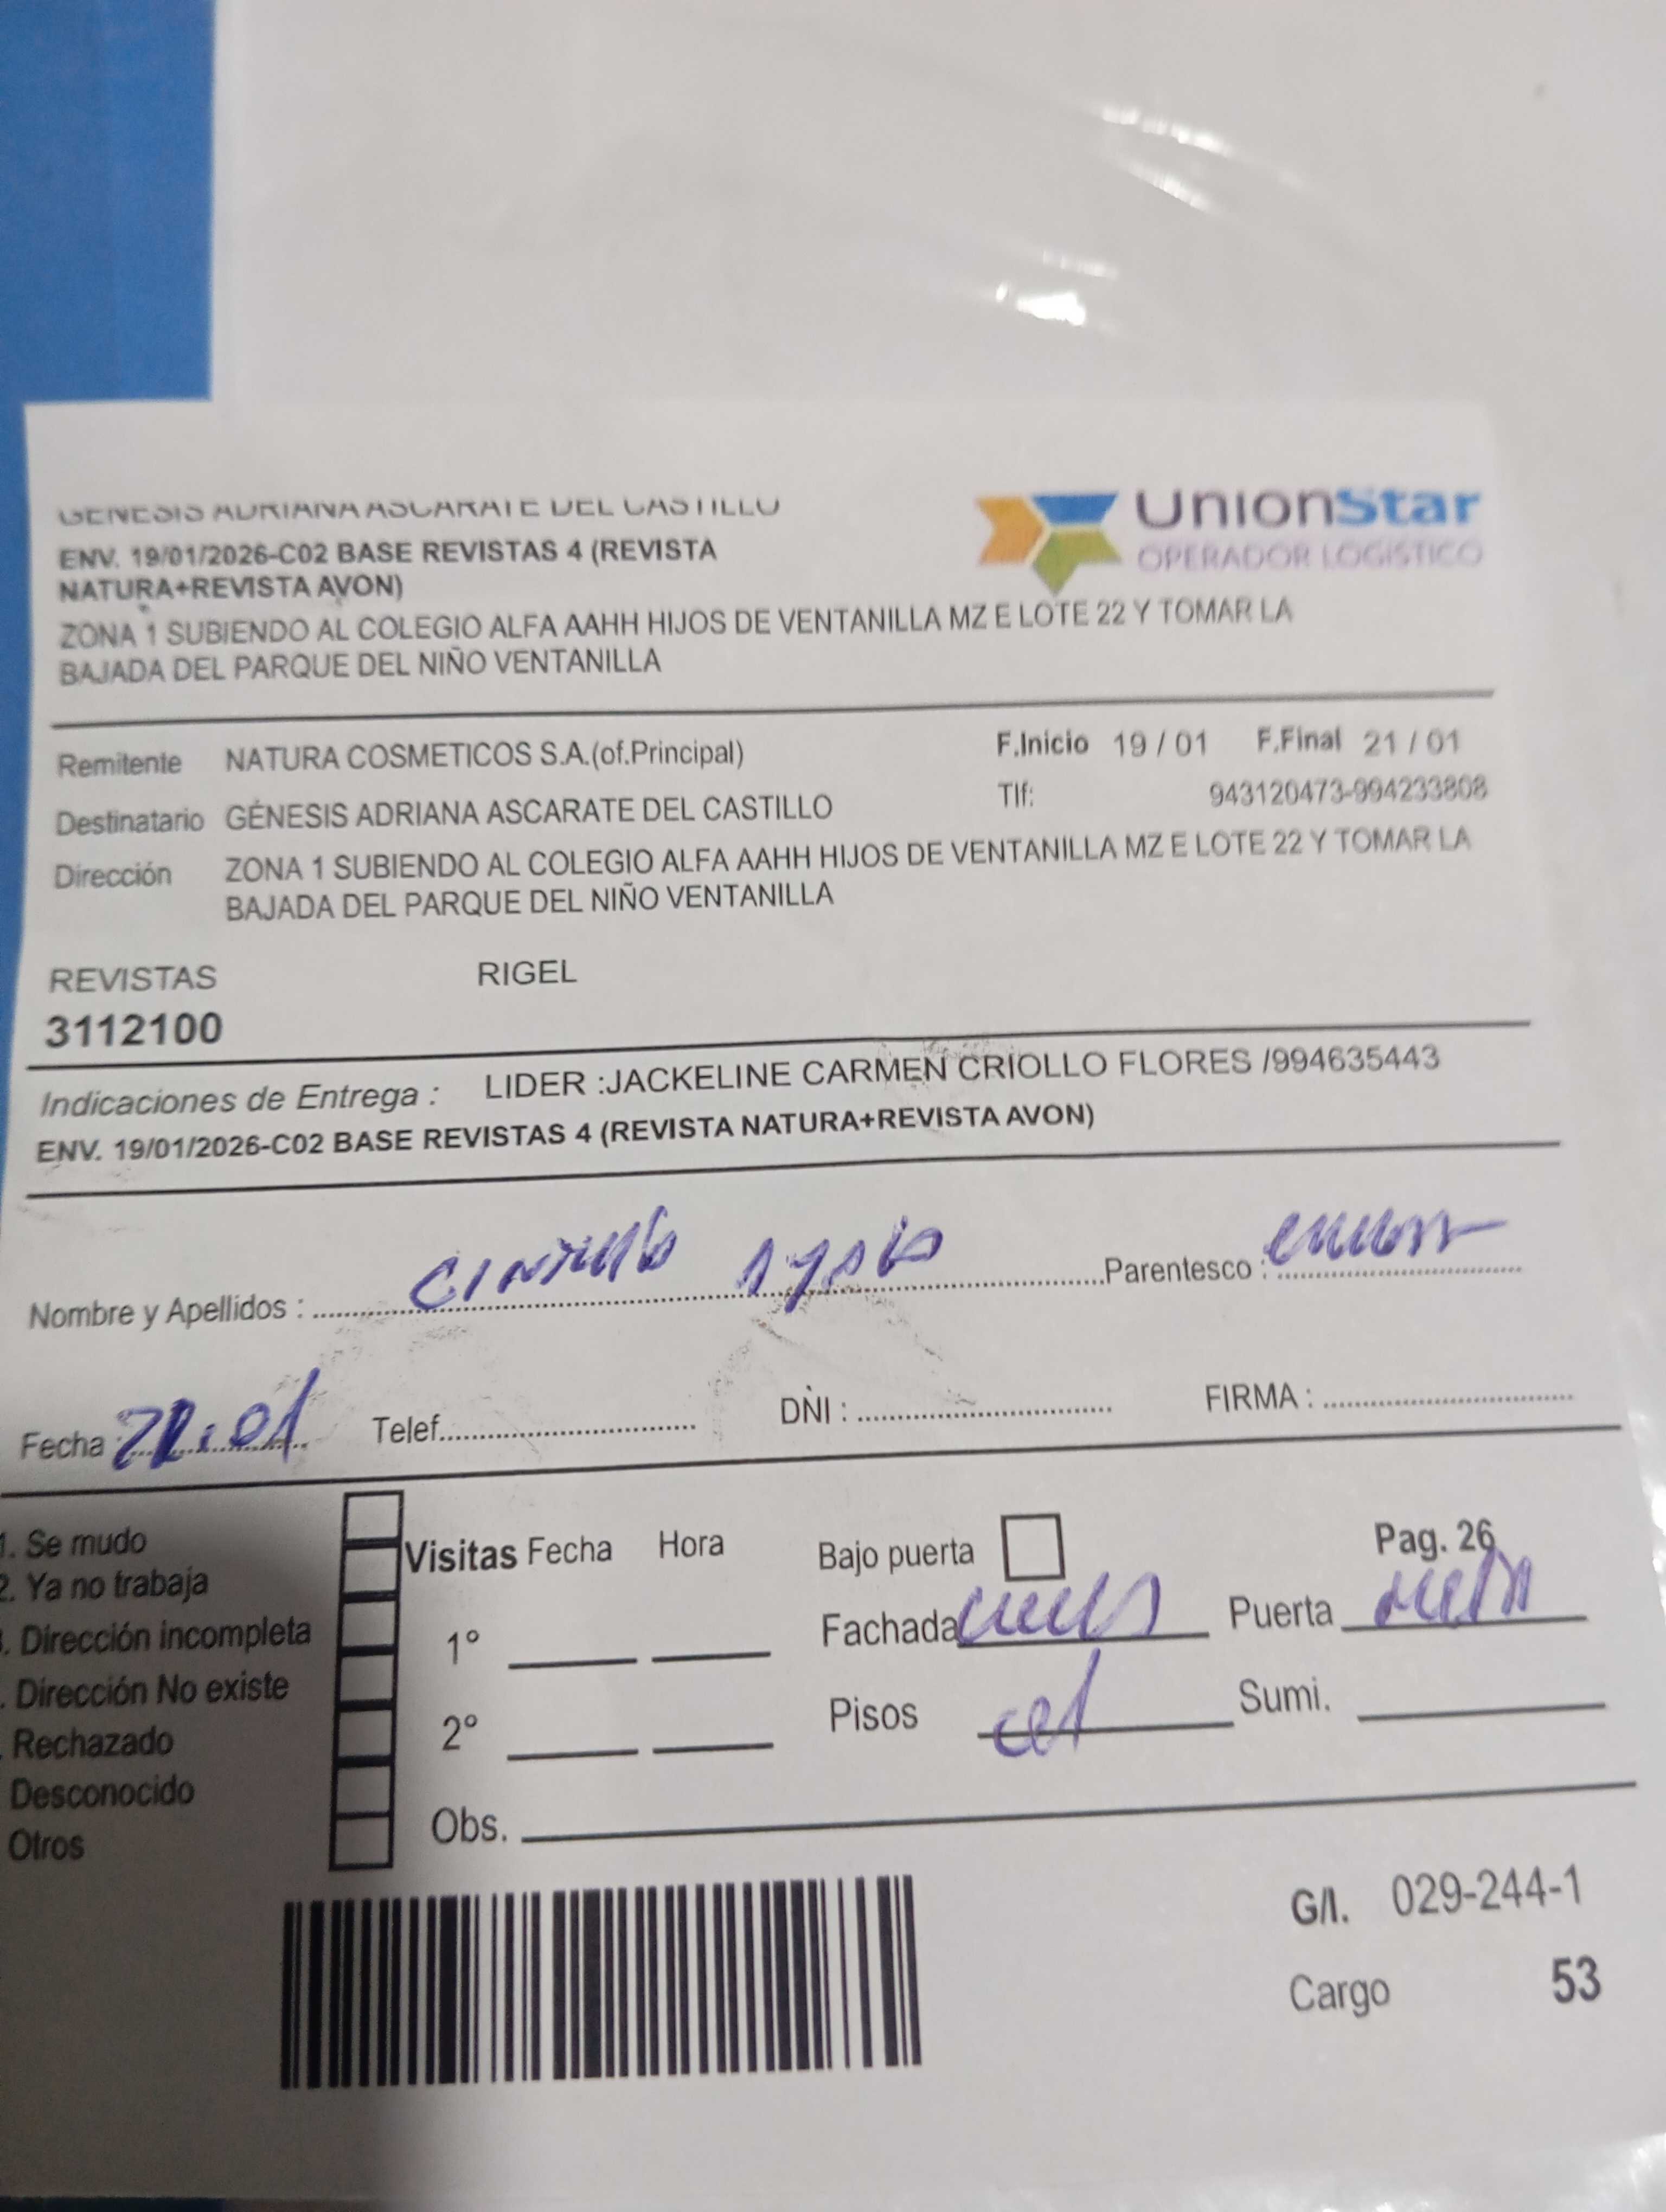 GÉNESIS ADRIANA ASCARATE DEL CASTILLO
ENV. 19/01/2026-C02 BASE REVISTAS 4 (REVISTA
NATURA+REVISTA AVON)
ZONA 1 SUBIENDO AL COLEGIO ALFA AAHH HIJOS DE VENTANILLA MZ E LOTE 22 Y TOMAR LA
BAJADA DEL PARQUE DEL NIÑO VENTANILLA
UnionStar
OPERADOR LOGÍSTICO
Remitente NATURA COSMETICOS S.A.(of.Principal) F.Inicio 19 / 01 F.Final 21 / 01
Destinatario GÉNESIS ADRIANA ASCARATE DEL CASTILLO Tlf: 943120473-994233808
Dirección ZONA 1 SUBIENDO AL COLEGIO ALFA AAHH HIJOS DE VENTANILLA MZ E LOTE 22 Y TOMAR LA
BAJADA DEL PARQUE DEL NIÑO VENTANILLA
REVISTAS RIGEL
3112100
Indicaciones de Entrega : LIDER :JACKELINE CARMEN CRIOLLO FLORES /994635443
ENV. 19/01/2026-C02 BASE REVISTAS 4 (REVISTA NATURA+REVISTA AVON)
Nombre y Apellidos : Parentesco :
Fecha : 22.01 Telef. DNI : FIRMA :
1. Se mudo
2. Ya no trabaja
. Dirección incompleta
. Dirección No existe
Rechazado
Desconocido
Otros
Visitas Fecha Hora
1°
2°
Obs.
Bajo puerta Pag. 26
Fachada Puerta
Pisos Sumi.
G/I. 029-244-1
Cargo 53